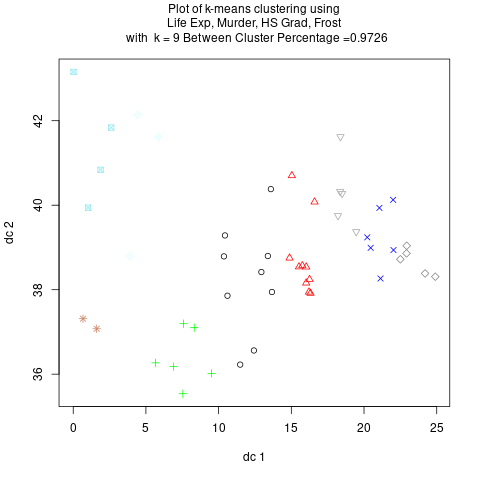 Plot of k-means clustering using
Life Exp, Murder, HS Grad, Frost
with k = 9 Between Cluster Percentage =0.9726
42
40
38
36
dc 2
0 5 10 15 20 25
dc 1